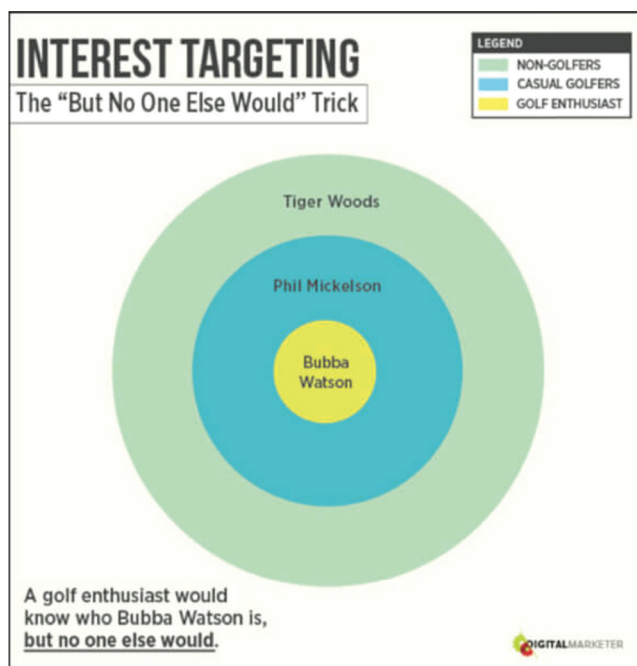 INTEREST TARGETING
The “But No One Else Would” Trick
LEGEND
NON-GOLFERS
CASUAL GOLFERS
GOLF ENTHUSIAST
Tiger Woods
Phil Mickelson
Bubba
Watson
A golf enthusiast would
know who Bubba Watson is,
but no one else would.
DIGITALMARKETER